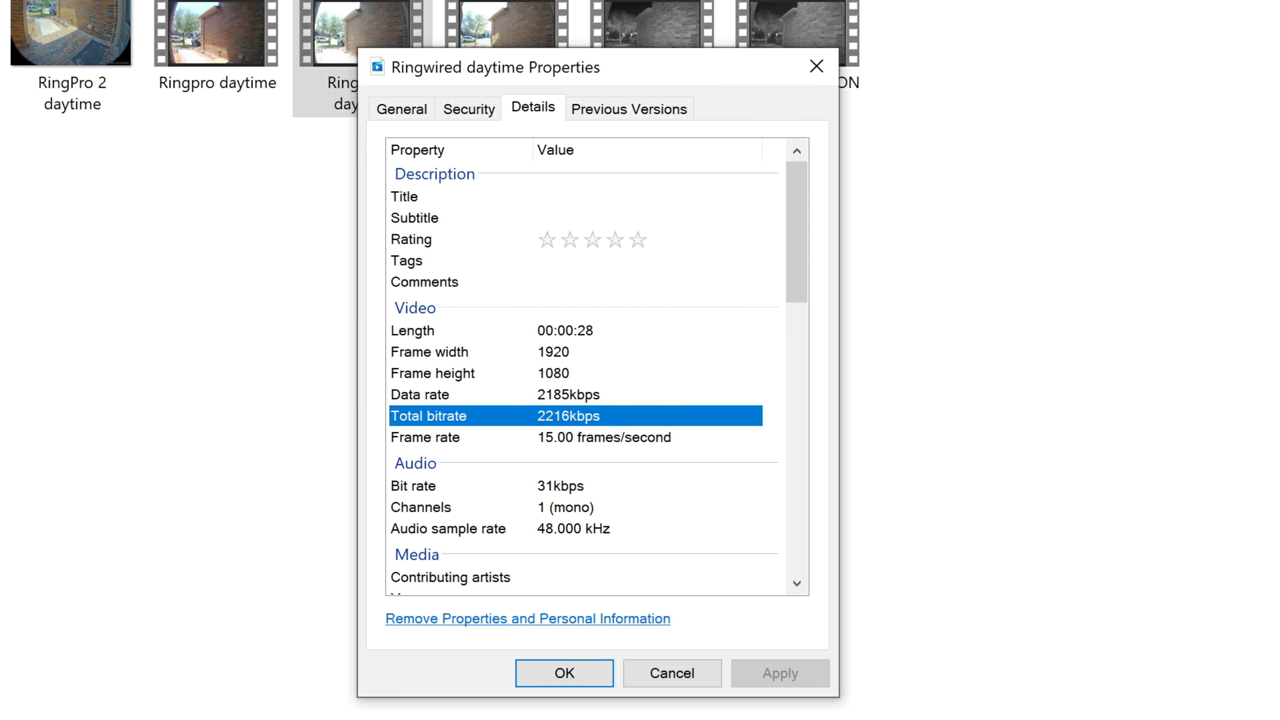 RingPro 2
daytime
Ringpro daytime
Ring
day
ON
Ringwired daytime Properties
General Security Details Previous Versions
Property Value
Description
Title
Subtitle
Rating
Tags
Comments
Video
Length 00:00:28
Frame width 1920
Frame height 1080
Data rate 2185kbps
Total bitrate 2216kbps
Frame rate 15.00 frames/second
Audio
Bit rate 31kbps
Channels 1 (mono)
Audio sample rate 48.000 kHz
Media
Contributing artists
Remove Properties and Personal Information
OK Cancel Apply